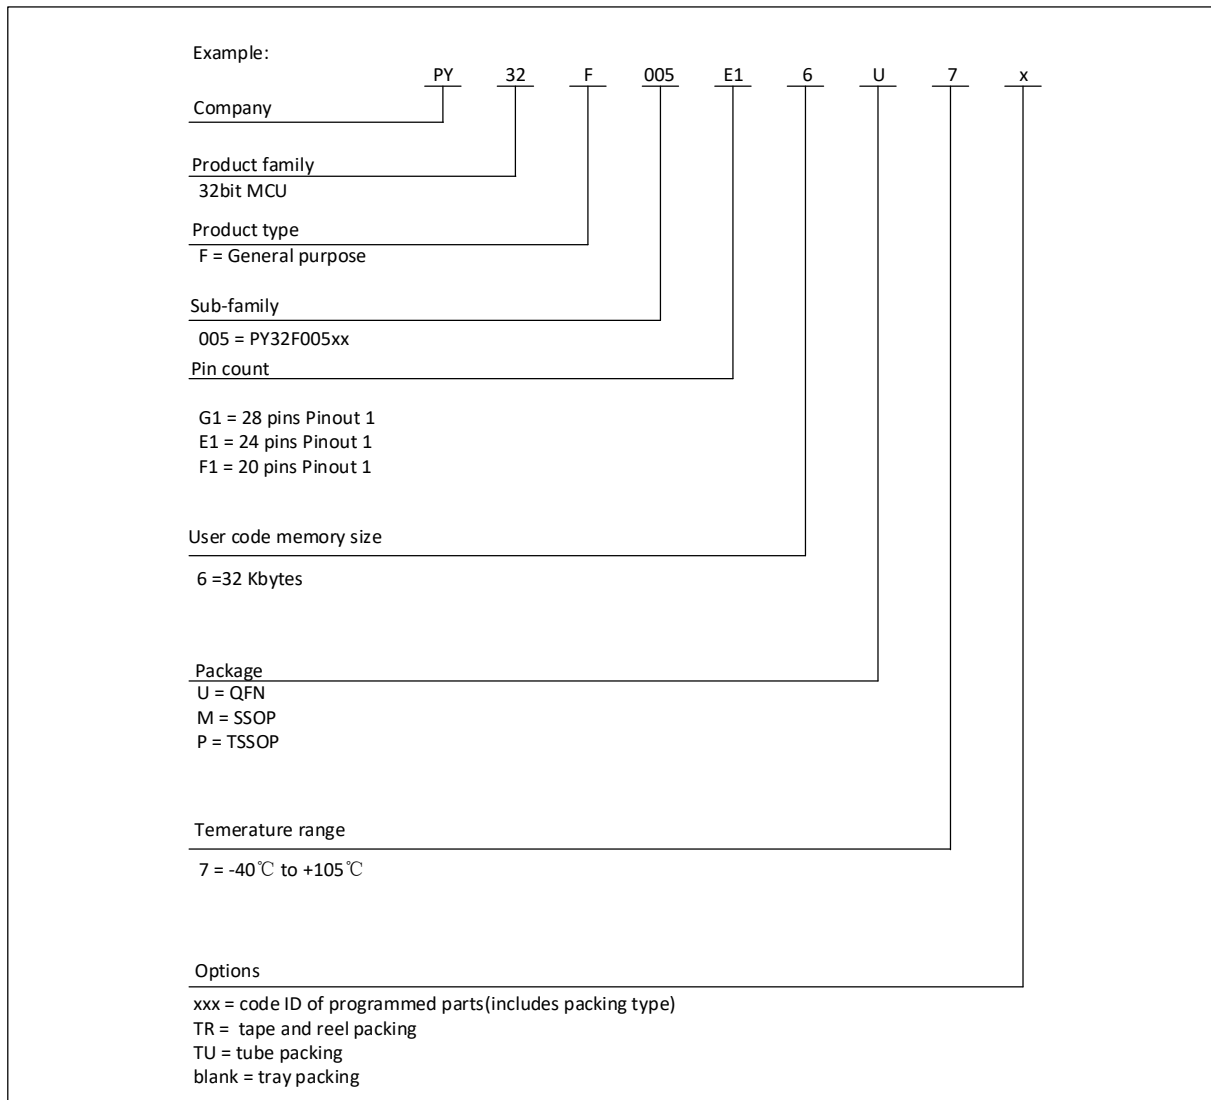 Example:
PY 32 F 005 E1 6 U 7 x
Company
Product family
32bit MCU
Product type
F = General purpose
Sub-family
005 = PY32F005xx
Pin count
G1 = 28 pins Pinout 1
E1 = 24 pins Pinout 1
F1 = 20 pins Pinout 1
User code memory size
6 =32 Kbytes
Package
U = QFN
M = SSOP
P = TSSOP
Temerature range
7 = -40℃ to +105℃
Options
xxx = code ID of programmed parts(includes packing type)
TR = tape and reel packing
TU = tube packing
blank = tray packing